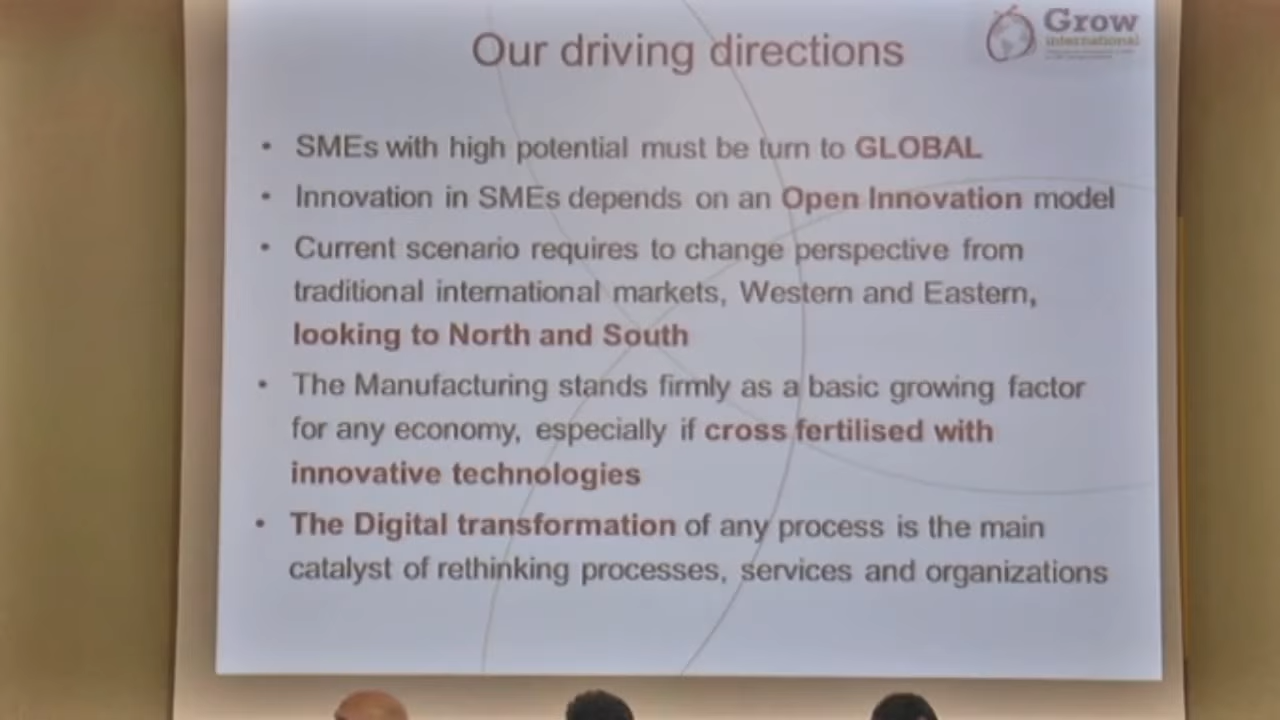 Our driving directions
Grow
international
• SMEs with high potential must be turn to GLOBAL
• Innovation in SMEs depends on an Open Innovation model
• Current scenario requires to change perspective from
traditional international markets, Western and Eastern,
looking to North and South
• The Manufacturing stands firmly as a basic growing factor
for any economy, especially if cross fertilised with
innovative technologies
• The Digital transformation of any process is the main
catalyst of rethinking processes, services and organizations